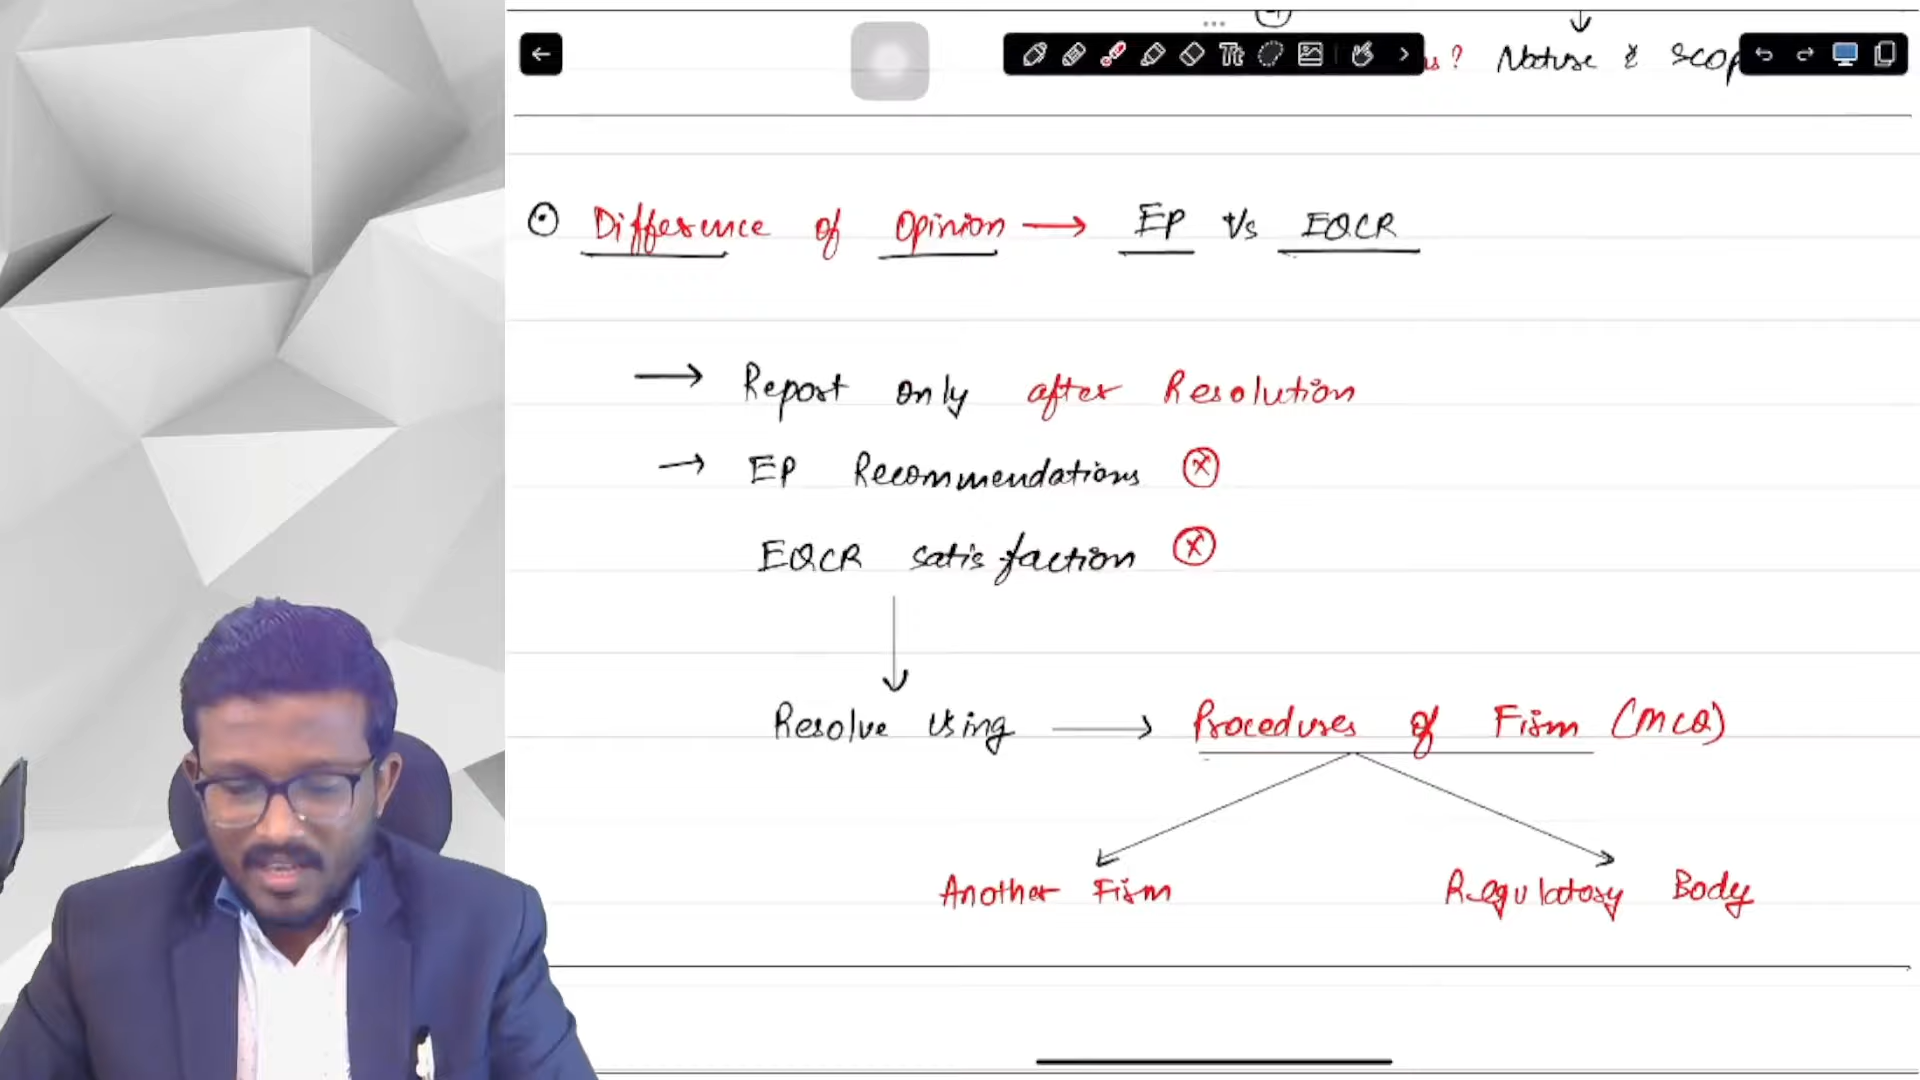 us? Nature & Scop
Difference of Opinion → EP Vs EQCR
→ Report only after Resolution
→ EP Recommendations ⓧ
EQCR satisfaction ⓧ
Resolve Using → Procedures of Firm (MCQ)
Another Firm Regulatory Body